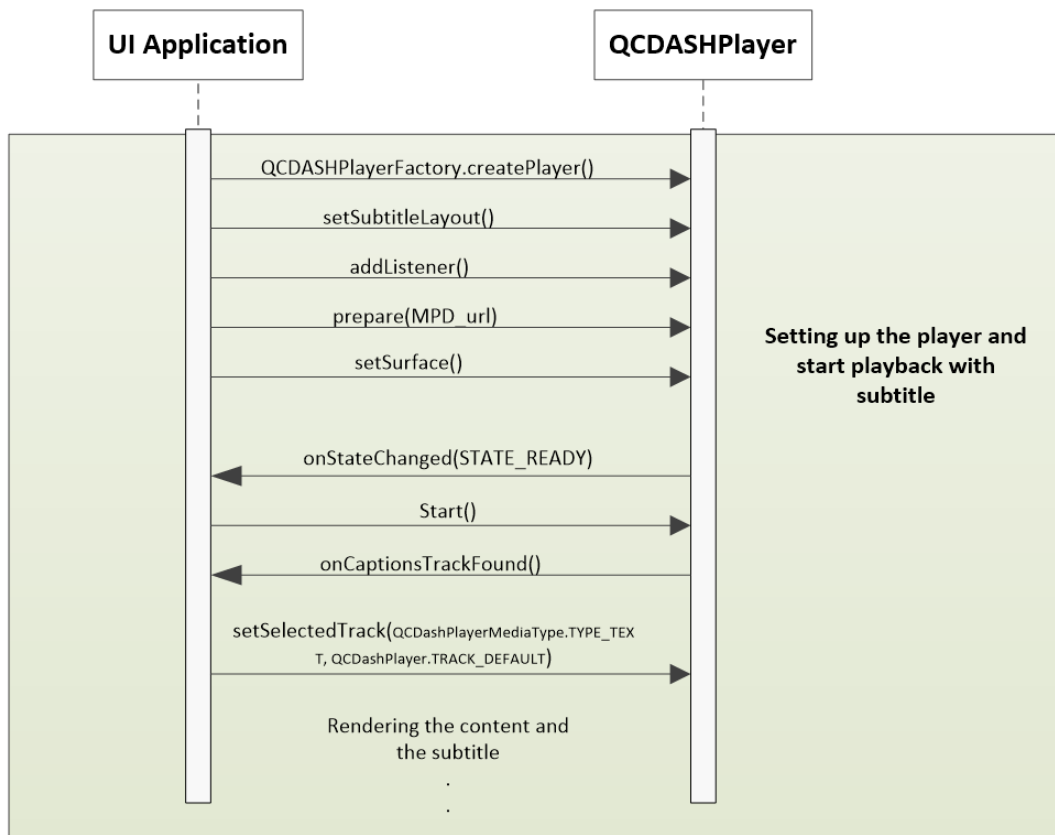 UI Application
QCDASHPlayer
QCDASHPlayerFactory.createPlayer()
setSubtitleLayout()
addListener()
prepare(MPD_url)
setSurface()
Setting up the player and
start playback with
subtitle
onStateChanged(STATE_READY)
Start()
onCaptionsTrackFound()
setSelectedTrack(QCDashPlayerMediaType.TYPE_TEX
T, QCDashPlayer.TRACK_DEFAULT)
Rendering the content and
the subtitle
.
.